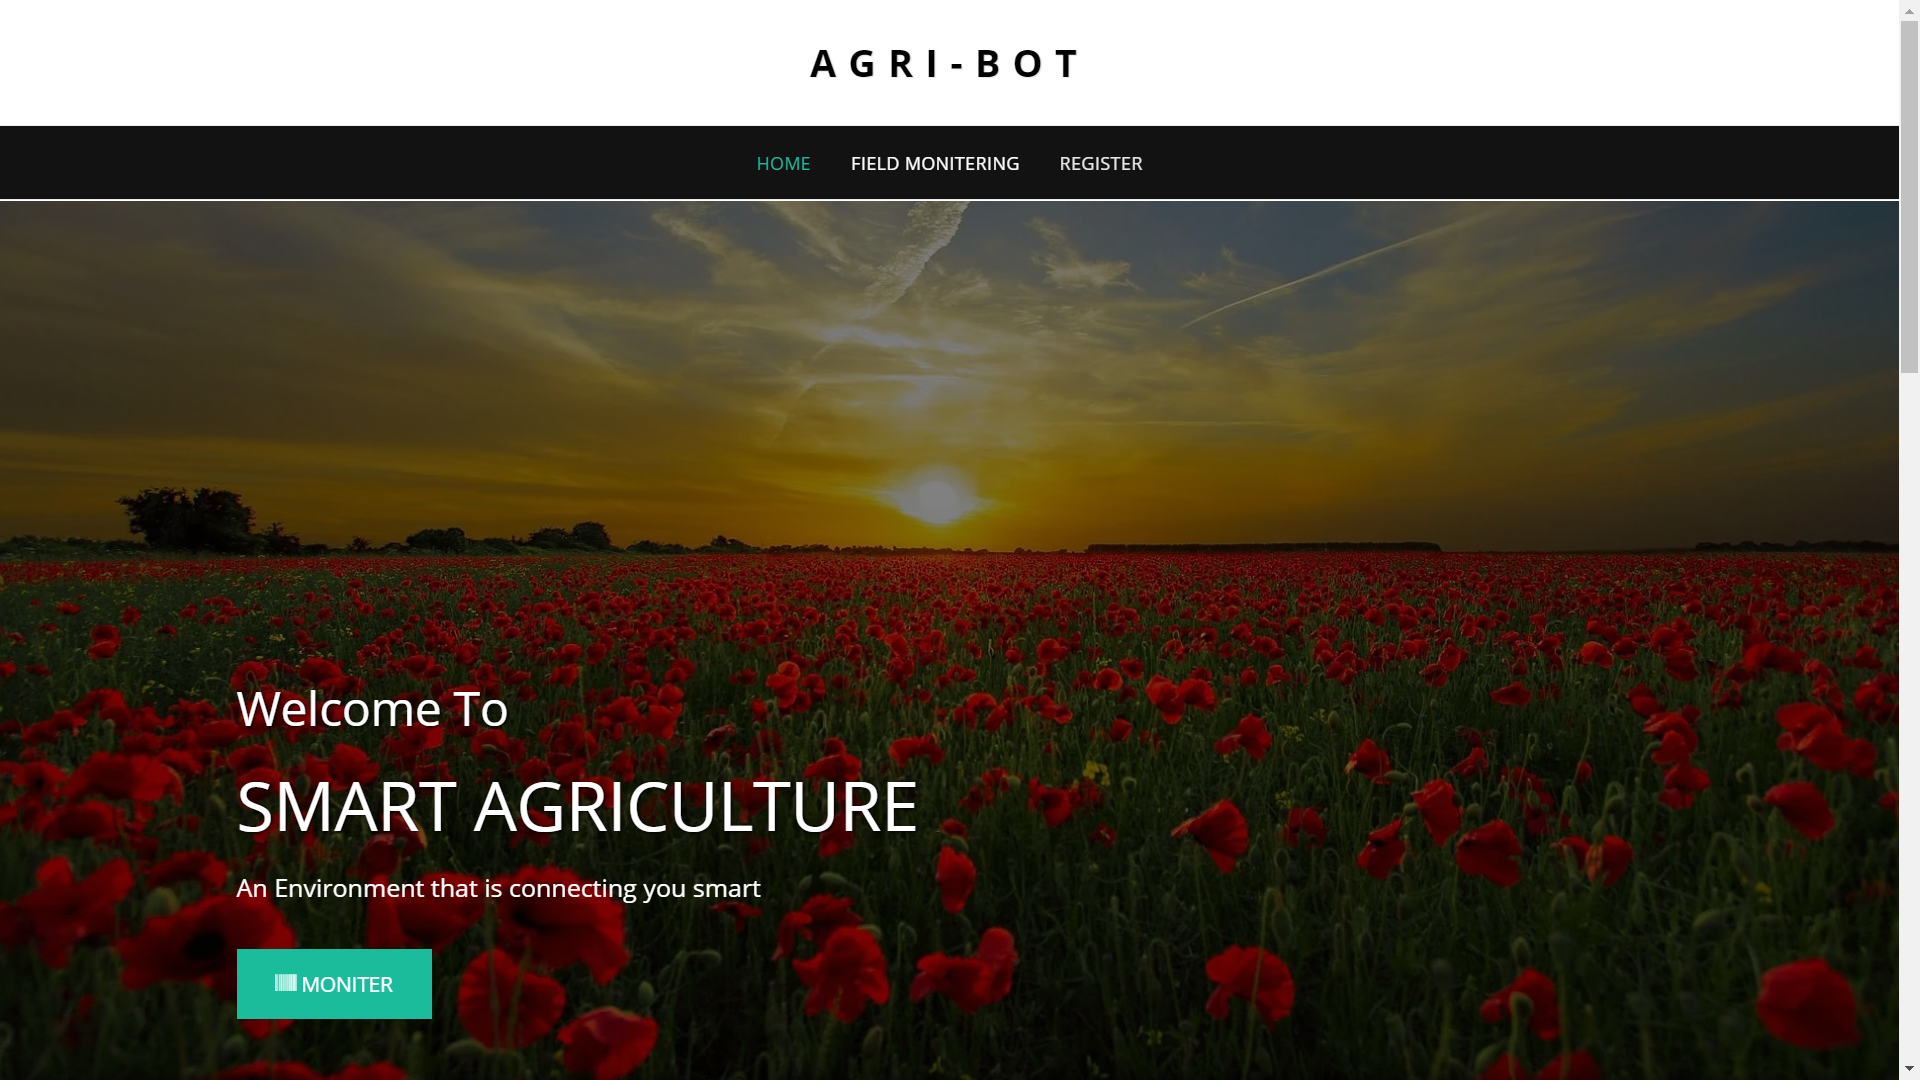 AGRI-BOT
HOME FIELD MONITERING REGISTER
Welcome To
SMART AGRICULTURE
An Environment that is connecting you smart
MONITER